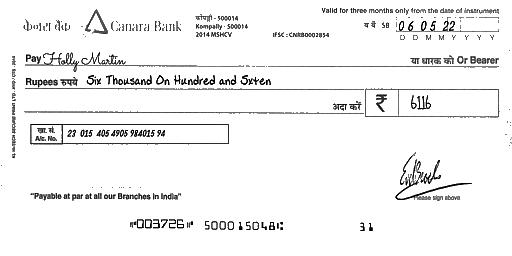 केनरा बैंक Canara Bank
कोंपल्ली - 500014
Kompally - 500014
2014 MSHCV
IFSC : CNRB0002854
Valid for three months only from the date of instrument
SB 06 05 22
D D M M Y Y Y Y
Pay Holly Martin
या धारक को Or Bearer
Rupees रुपये Six Thousand On Hundred and Sxten
अदा करें ₹ 6116
खा. सं.
A/c. No. 23 015 405 4905 984015 94
Please sign above
"Payable at par at all our Branches in India"
⑈003726⑈ 500015048⑆ 31